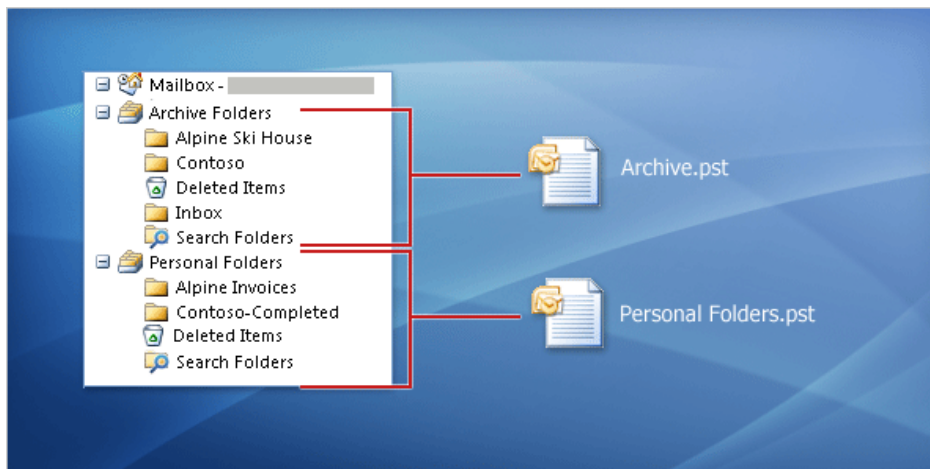 Mailbox -
Archive Folders
Alpine Ski House
Contoso
Deleted Items
Inbox
Search Folders
Personal Folders
Alpine Invoices
Contoso-Completed
Deleted Items
Search Folders
Archive.pst
Personal Folders.pst